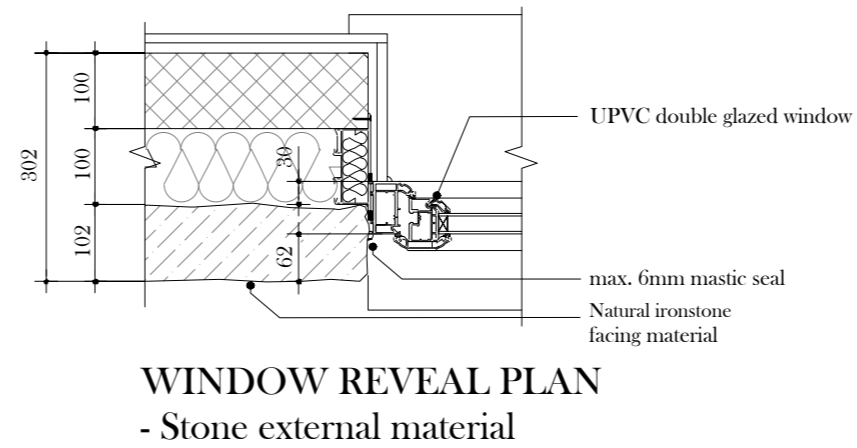 100
30
UPVC double glazed window
302
100
102
62
max. 6mm mastic seal
Natural ironstone
facing material
WINDOW REVEAL PLAN
- Stone external material